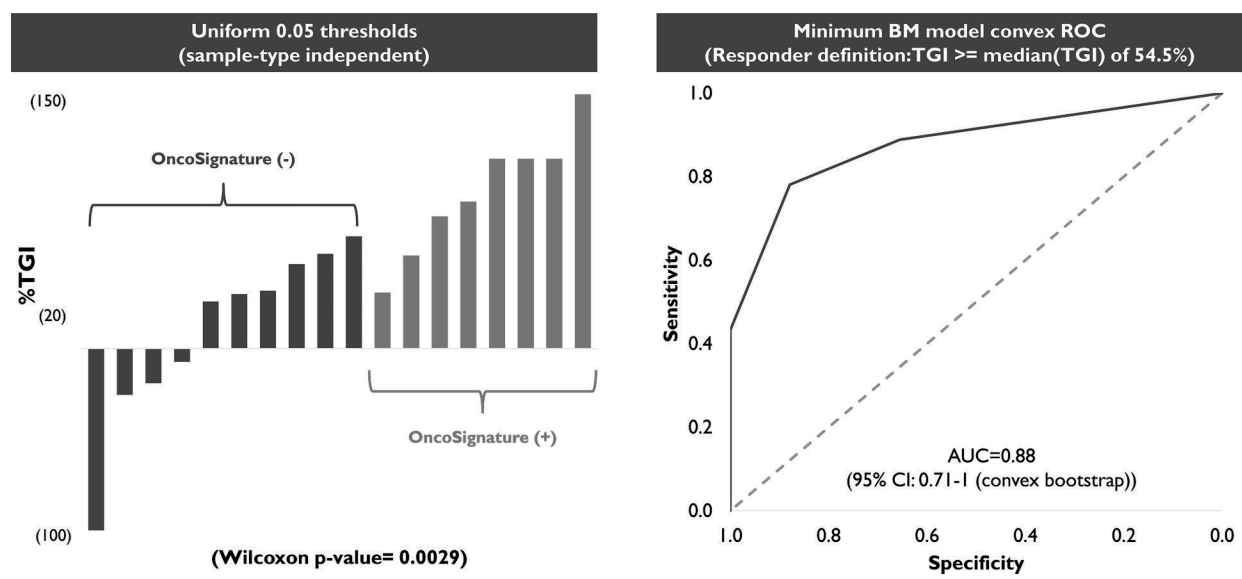 Uniform 0.05 thresholds
(sample-type independent)
(150)
OncoSignature (-)
%TGI
(20)
OncoSignature (+)
(100)
(Wilcoxon p-value= 0.0029)
Minimum BM model convex ROC
(Responder definition:TGI >= median(TGI) of 54.5%)
1.0
0.8
0.6
Sensitivity
0.4
0.2
AUC=0.88
(95% CI: 0.71-1 (convex bootstrap))
0.0
1.0 0.8 0.6 0.4 0.2 0.0
Specificity